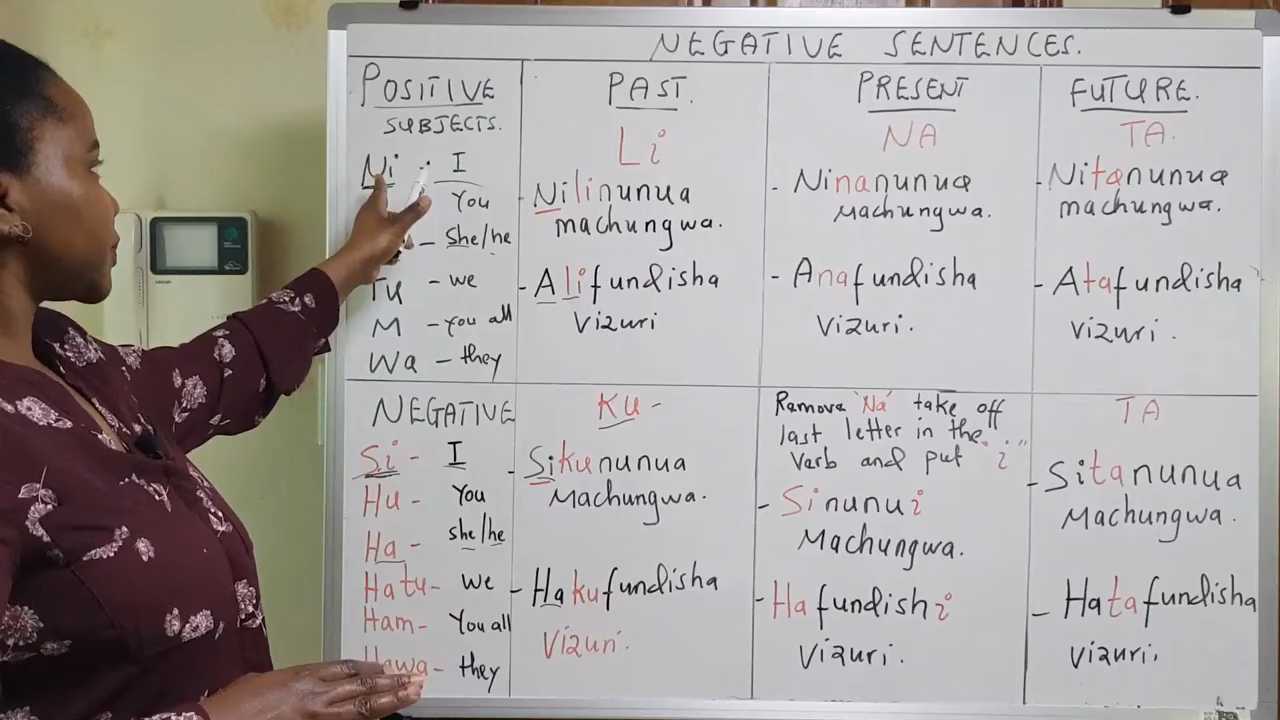 NEGATIVE SENTENCES.
POSITIVE
SUBJECTS.
Ni - I
You
- She/he
Tu - we
M - You all
Wa - they
PAST.
Li
Nilinunua
machungwa.
- Alifundisha
Vizuri
PRESENT
NA
- Ninanunua
Machungwa.
- Anafundisha
Vizuri.
FUTURE.
TA.
- Nitanunua
machungwa.
- Atafundisha
Vizuri.
NEGATIVE
Si - I
Hu - You
Ha - she/he
Hatu - We
Ham - You all
Hawa - they
KU -
- Sikununua
Machungwa.
- Hakufundisha
Vizuri.
Remove 'Na' take off
last letter in the
Verb and put "i"
- Sinunui
Machungwa.
- Hafundishi
Vizuri.
TA
- Sitanunua
Machungwa.
- Hatafundisha
Vizuri.